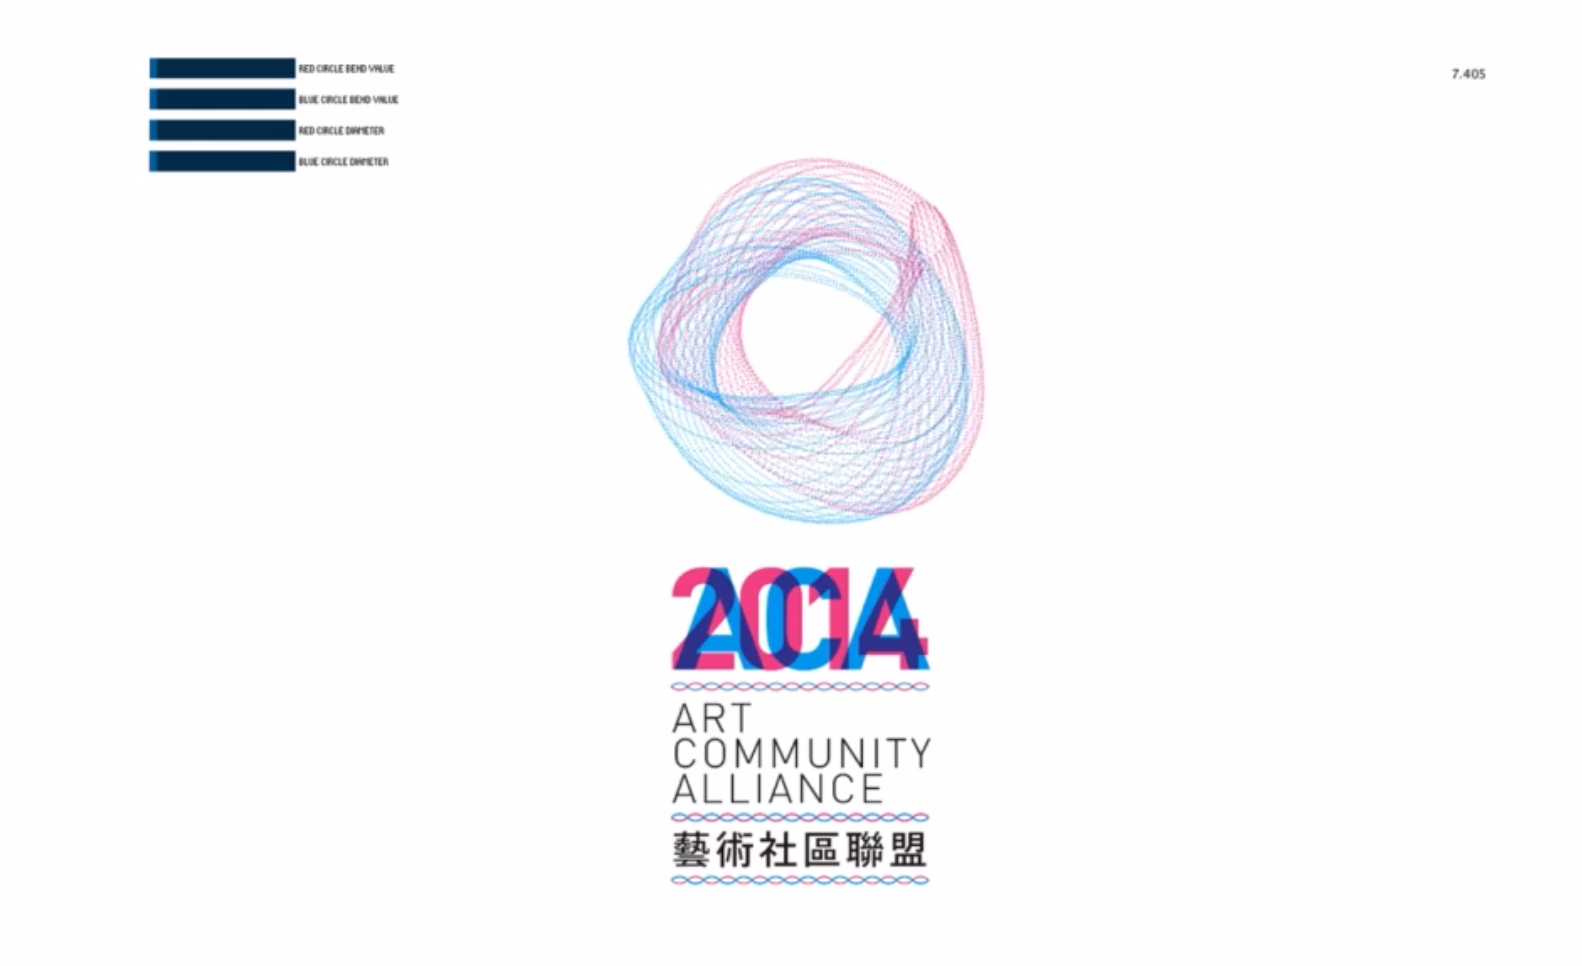 RED CIRCLE BEND VALUE
BLUE CIRCLE BEND VALUE
RED CIRCLE DIAMETER
BLUE CIRCLE DIAMETER
7.405
2014
ACA
ART
COMMUNITY
ALLIANCE
藝術社區聯盟